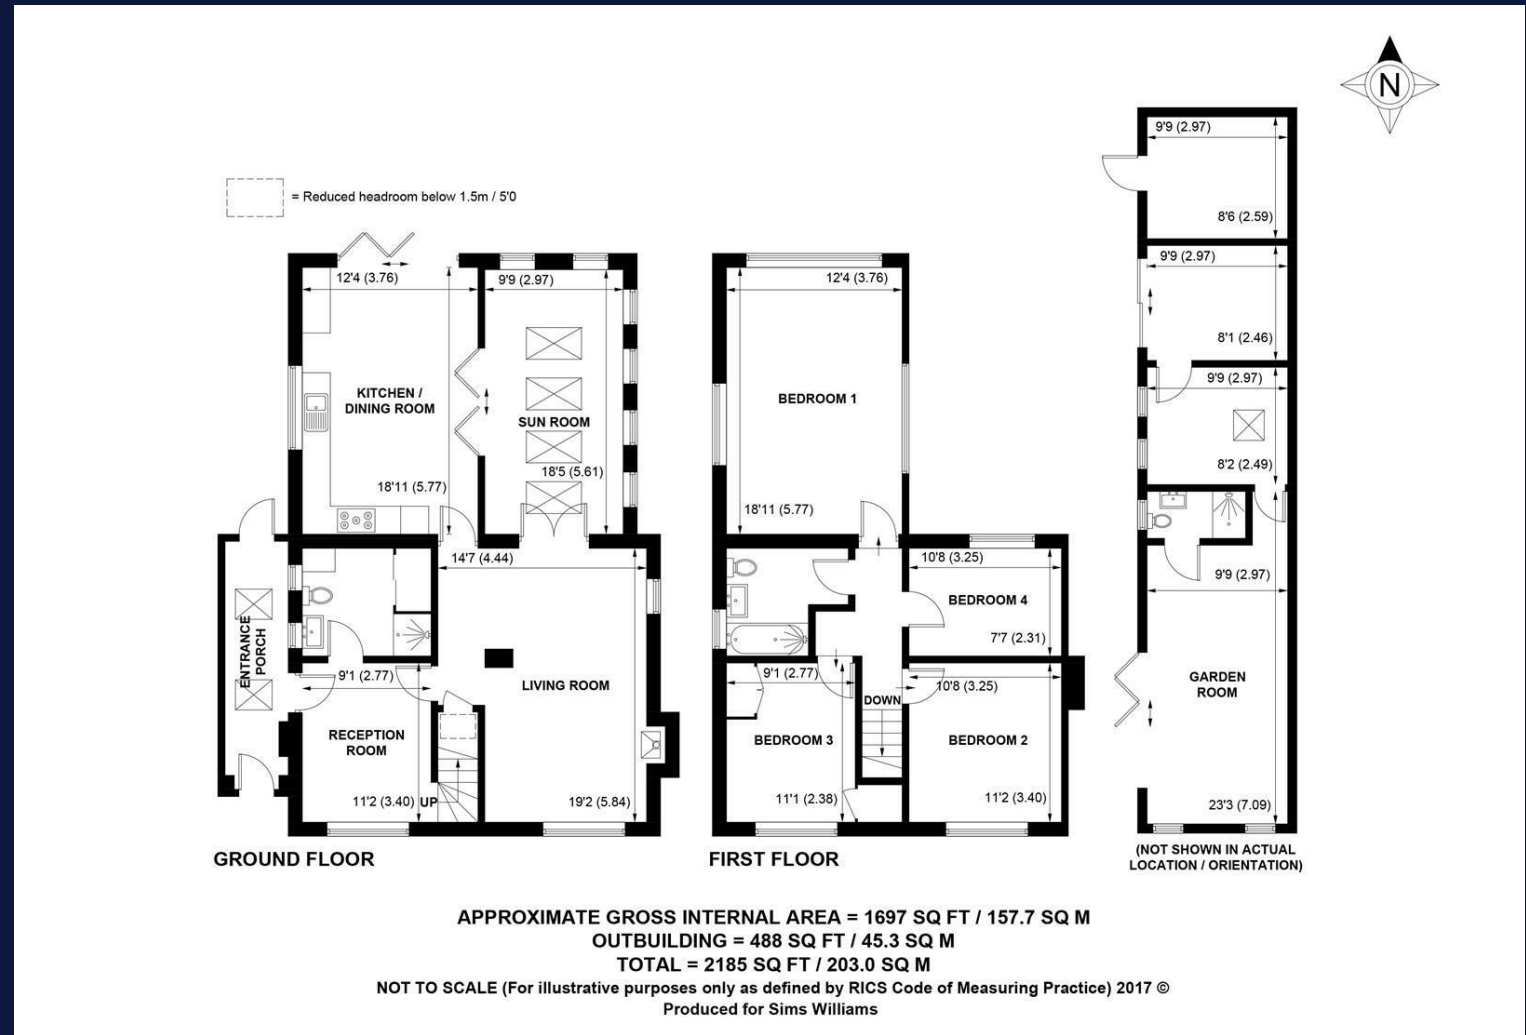 N
= Reduced headroom below 1.5m / 5'0
12'4 (3.76)
9'9 (2.97)
KITCHEN /
DINING ROOM
SUN ROOM
18'5 (5.61)
18'11 (5.77)
14'7 (4.44)
ENTRANCE
PORCH
9'1 (2.77)
LIVING ROOM
RECEPTION
ROOM
11'2 (3.40)
UP
19'2 (5.84)
GROUND FLOOR
12'4 (3.76)
BEDROOM 1
18'11 (5.77)
10'8 (3.25)
BEDROOM 4
7'7 (2.31)
9'1 (2.77)
DOWN
10'8 (3.25)
BEDROOM 3
BEDROOM 2
11'1 (2.38)
11'2 (3.40)
FIRST FLOOR
9'9 (2.97)
8'6 (2.59)
9'9 (2.97)
8'1 (2.46)
9'9 (2.97)
8'2 (2.49)
9'9 (2.97)
GARDEN
ROOM
23'3 (7.09)
(NOT SHOWN IN ACTUAL
LOCATION / ORIENTATION)
APPROXIMATE GROSS INTERNAL AREA = 1697 SQ FT / 157.7 SQ M
OUTBUILDING = 488 SQ FT / 45.3 SQ M
TOTAL = 2185 SQ FT / 203.0 SQ M
NOT TO SCALE (For illustrative purposes only as defined by RICS Code of Measuring Practice) 2017 ©
Produced for Sims Williams